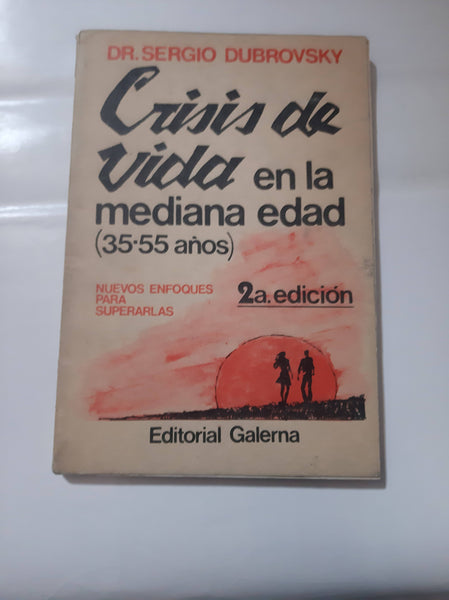 DR. SERGIO DUBROVSKY
Crisis de
vida en la
mediana edad
(35-55 años)
NUEVOS ENFOQUES
PARA
SUPERARLAS
2a. edición
Editorial Galerna